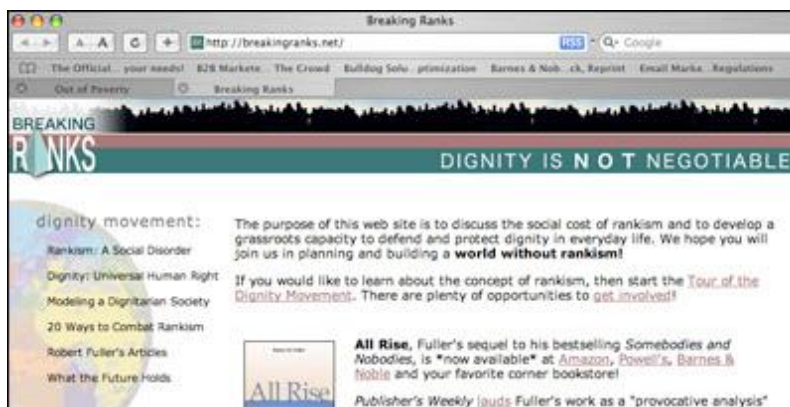 Breaking Ranks
A A C + http://breakingranks.net/ RSS Q- Google
The Official... your needs! B2B Markete... The Crowd Bulldog Solu...ptimization Barnes & Nob...ck, Reprint Email Marke...Regulations
Out of Poverty Breaking Ranks
BREAKING
RANKS
DIGNITY IS NOT NEGOTIABLE
dignity movement:
Rankism: A Social Disorder
Dignity: Universal Human Right
Modeling a Dignitarian Society
20 Ways to Combat Rankism
Robert Fuller's Articles
What the Future Holds
The purpose of this web site is to discuss the social cost of rankism and to develop a
grassroots capacity to defend and protect dignity in everyday life. We hope you will
join us in planning and building a world without rankism!
If you would like to learn about the concept of rankism, then start the Tour of the
Dignity Movement. There are plenty of opportunities to get involved!
All Rise
All Rise, Fuller's sequel to his bestselling Somebodies and
Nobodies, is *now available* at Amazon, Powell's, Barnes &
Noble and your favorite corner bookstore!
Publisher's Weekly lauds Fuller's work as a "provocative analysis"